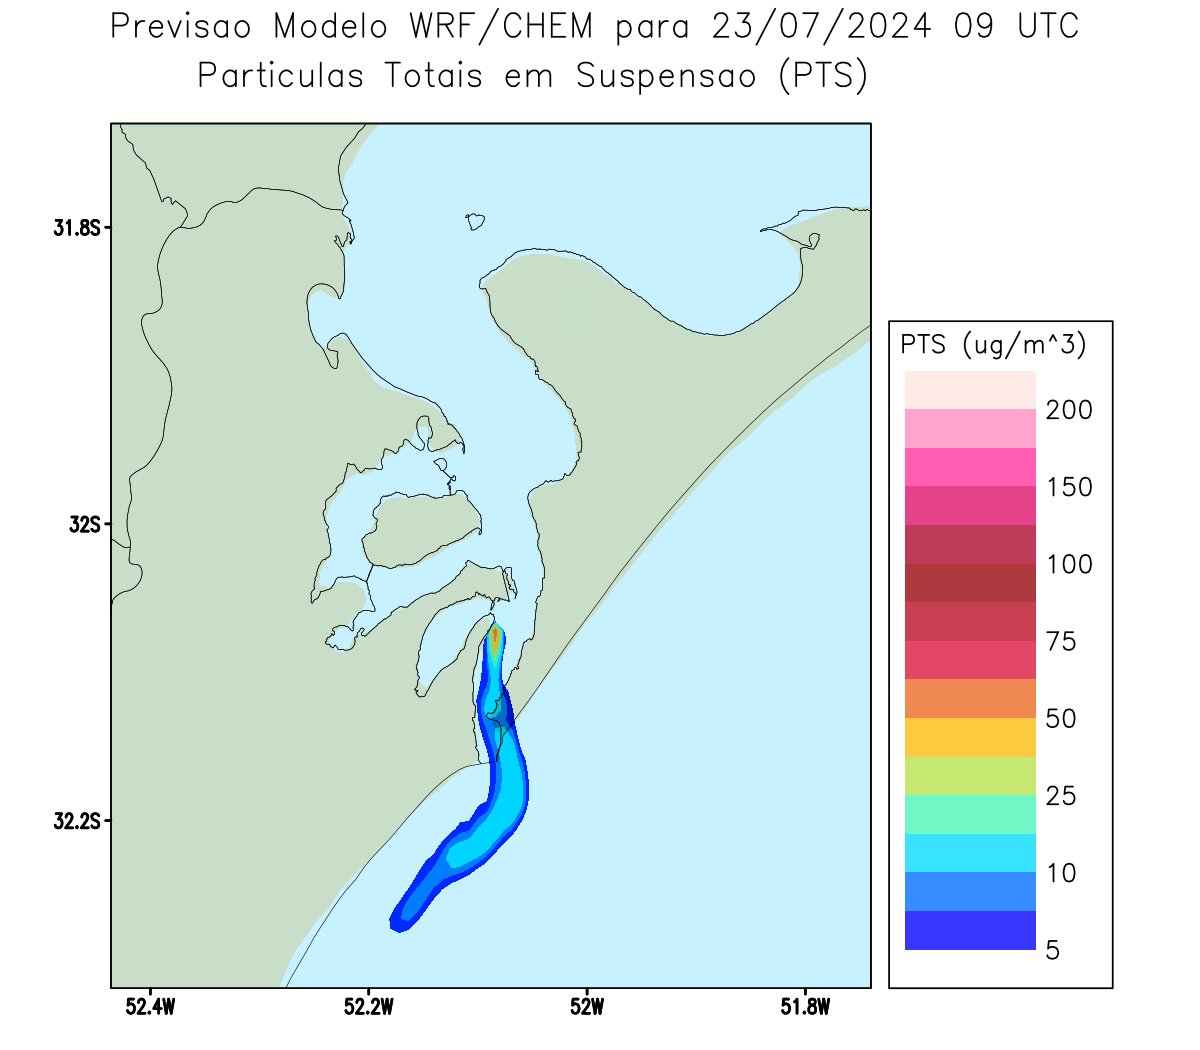 Previsao Modelo WRF/CHEM para 23/07/2024 09 UTC
Particulas Totais em Suspensao (PTS)
31.8S
32S
32.2S
52.4W
52.2W
52W
51.8W
PTS (ug/m^3)
200
150
100
75
50
25
10
5